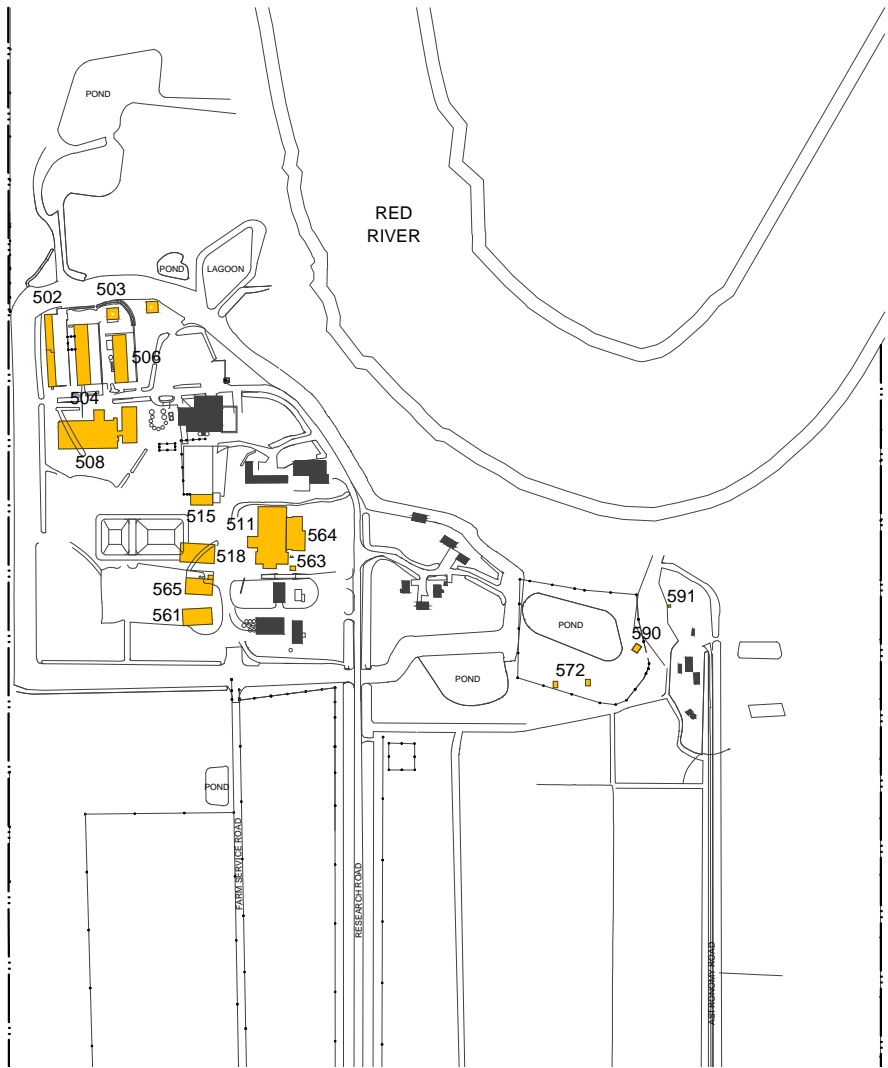 POND
RED
RIVER
POND
LAGOON
502
503
506
504
508
515
511
564
518
563
565
561
591
POND
590
572
POND
POND
FARM SERVICE ROAD
RESEARCH ROAD
ASTRONOMY ROAD